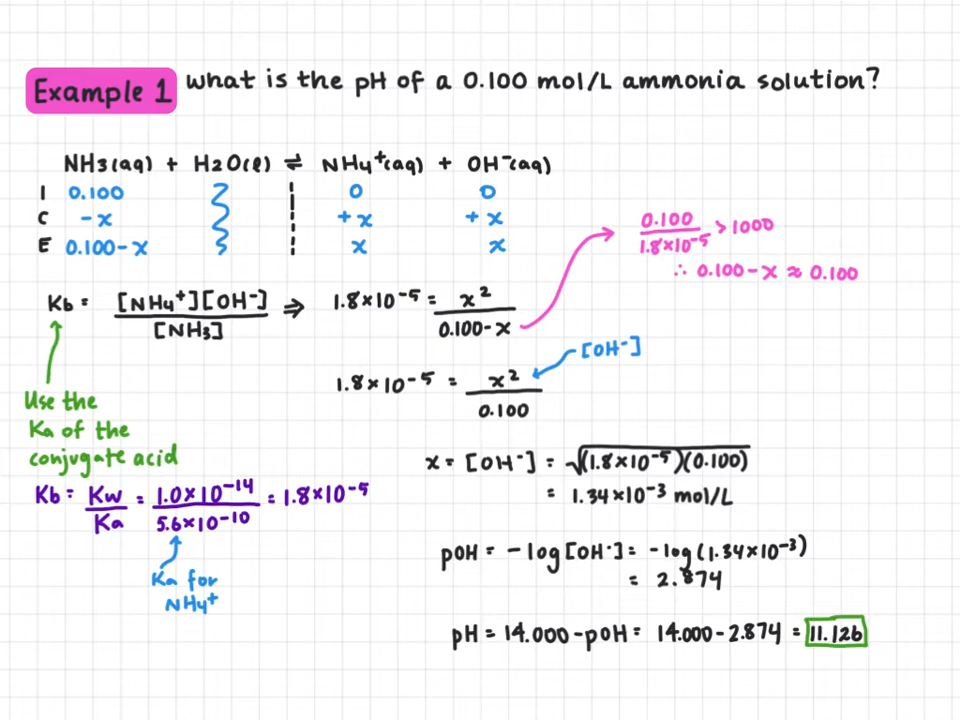 Example 1 What is the pH of a 0.100 mol/L ammonia solution?
NH3(aq) + H2O(l) ⇌ NH4+(aq) + OH-(aq)
I 0.100 0 0
C -x +x +x
E 0.100-x x x
0.100/1.8×10-5 > 1000
∴ 0.100-x ≈ 0.100
Kb = [NH4+][OH-]/[NH3] ⇒ 1.8×10-5 = x2/0.100-x
[OH-]
1.8×10-5 = x2/0.100
Use the
Ka of the
conjugate acid
Kb = Kw/Ka = 1.0×10-14/5.6×10-10 = 1.8×10-5
Ka for
NH4+
x = [OH-] = √(1.8×10-5)(0.100)
= 1.34×10-3 mol/L
pOH = -log[OH-] = -log(1.34×10-3)
= 2.874
pH = 14.000-pOH = 14.000-2.874 = 11.126